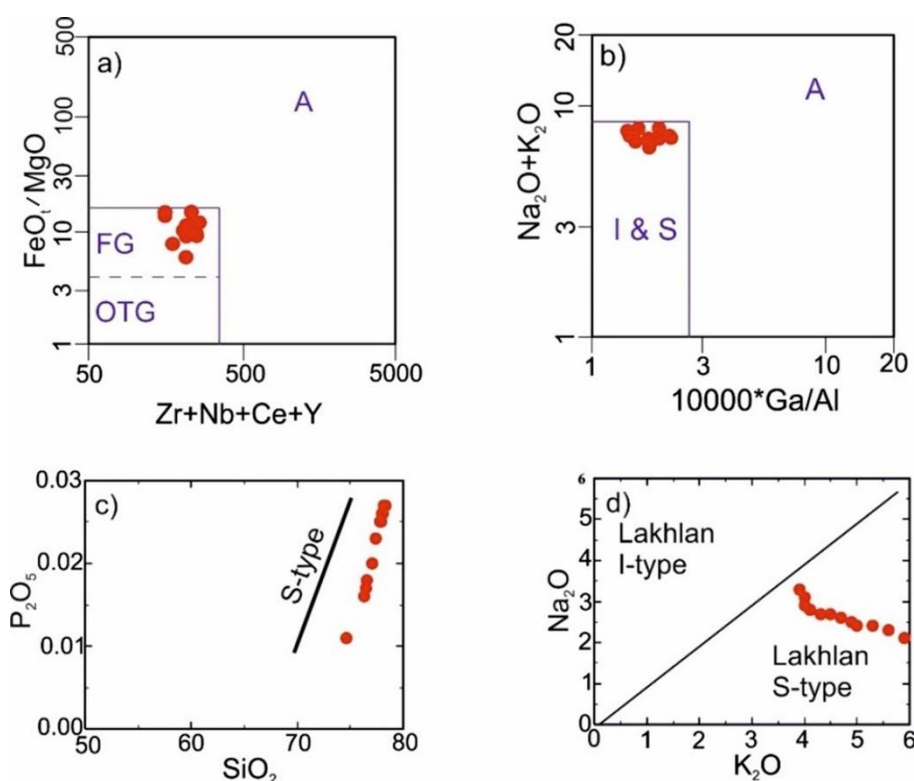 a)
500
100
30
10
3
1
FeOt/MgO
A
FG
OTG
50
500
5000
Zr+Nb+Ce+Y
b)
20
10
3
1
Na2O+K2O
A
I & S
1
3
10
20
10000*Ga/Al
c)
0.03
0.02
0.01
0.00
P2O5
S-type
50
60
70
80
SiO2
d)
6
5
4
3
2
1
0
Na2O
Lakhlan
I-type
Lakhlan
S-type
0
1
2
3
4
5
6
K2O